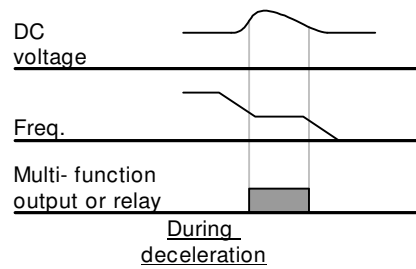 DC
voltage
Freq.
Multi- function
output or relay
During
deceleration